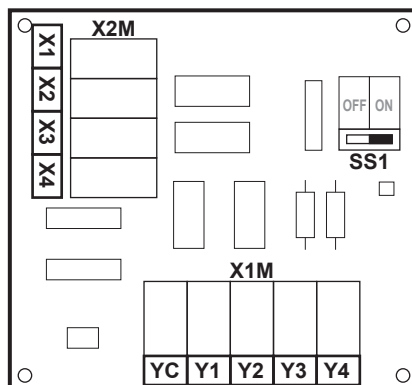 X2M
X1
X2
X3
X4
OFF ON
SS1
X1M
YC Y1 Y2 Y3 Y4